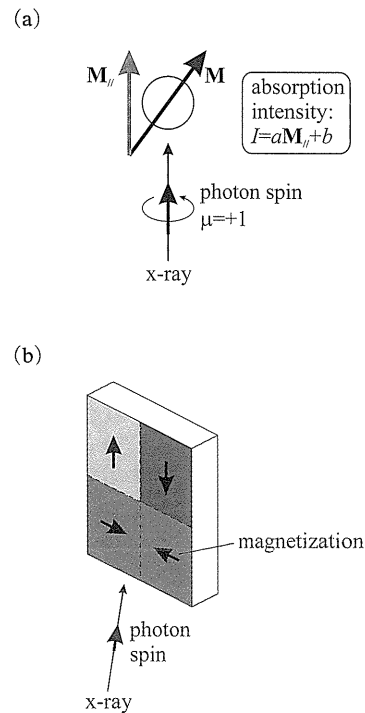 (a)
M//
M
absorption
intensity:
I=aM//+b
photon spin
μ=+1
x-ray
(b)
magnetization
photon
spin
x-ray